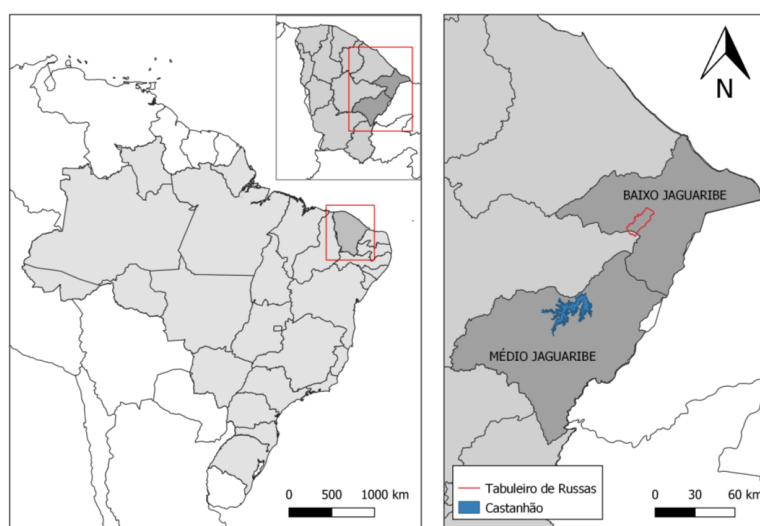 N
BAIXO JAGUARIBE
MÉDIO JAGUARIBE
0 500 1000 km
Tabuleiro de Russas
Castanhão
0 30 60 km